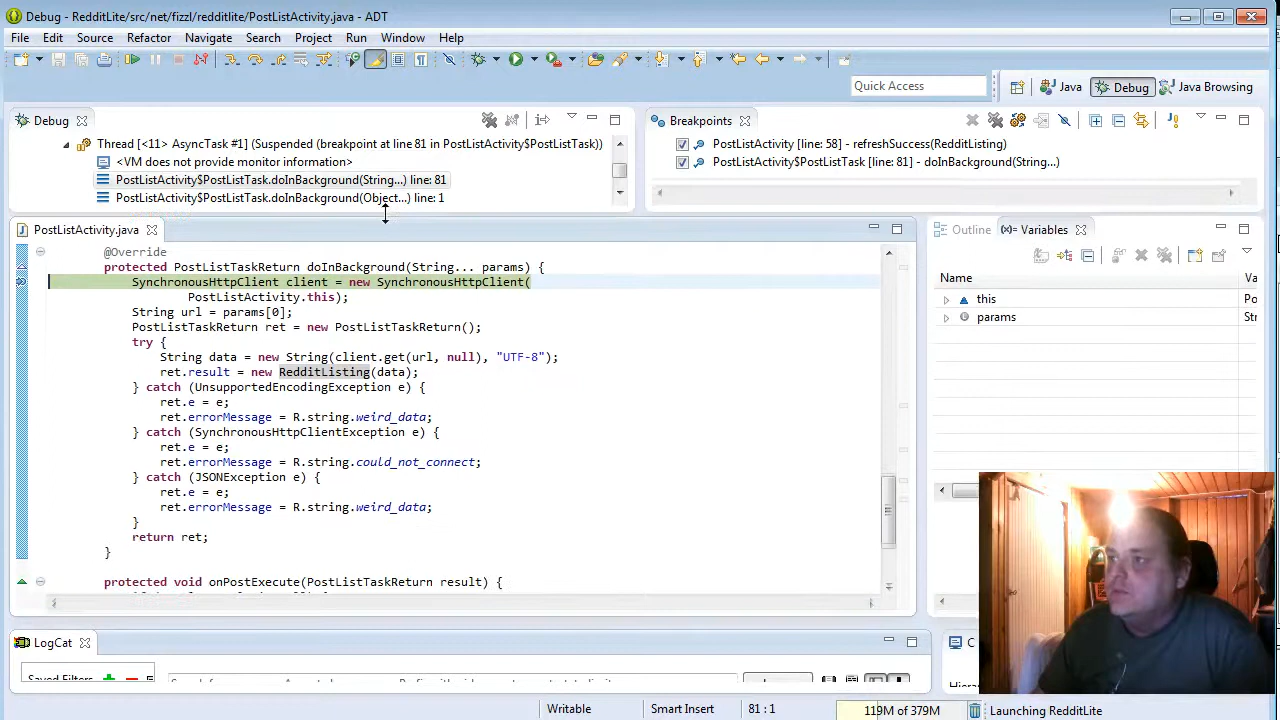 Debug - RedditLite/src/net/fizl/redditlite/PostListActivity.java - ADT
File Edit Source Refactor Navigate Search Project Run Window Help
Quick Access
Java Debug Java Browsing
Debug
Thread [<11> AsyncTask #1] (Suspended (breakpoint at line 81 in PostListActivity$PostListTask))
<VM does not provide monitor information>
PostListActivity$PostListTask.doInBackground(String...) line: 81
PostListActivity$PostListTask.doInBackground(Object...) line: 1
Breakpoints
PostListActivity [line: 58] - refreshSuccess(RedditListing)
PostListActivity$PostListTask [line: 81] - doInBackground(String...)
PostListActivity.java
@Override
protected PostListTaskReturn doInBackground(String... params) {
SynchronousHttpClient client = new SynchronousHttpClient(
PostListActivity.this);
String url = params[0];
PostListTaskReturn ret = new PostListTaskReturn();
try {
String data = new String(client.get(url, null), "UTF-8");
ret.result = new RedditListing(data);
} catch (UnsupportedEncodingException e) {
ret.e = e;
ret.errorMessage = R.string.weird_data;
} catch (SynchronousHttpClientException e) {
ret.e = e;
ret.errorMessage = R.string.could_not_connect;
} catch (JSONException e) {
ret.e = e;
ret.errorMessage = R.string.weird_data;
}
return ret;
}
protected void onPostExecute(PostListTaskReturn result) {
Outline Variables
Name Va
this Po
params Str
LogCat
Saved Filters
C
Hierar
Writable Smart Insert 81 : 1 119M of 379M Launching RedditLite